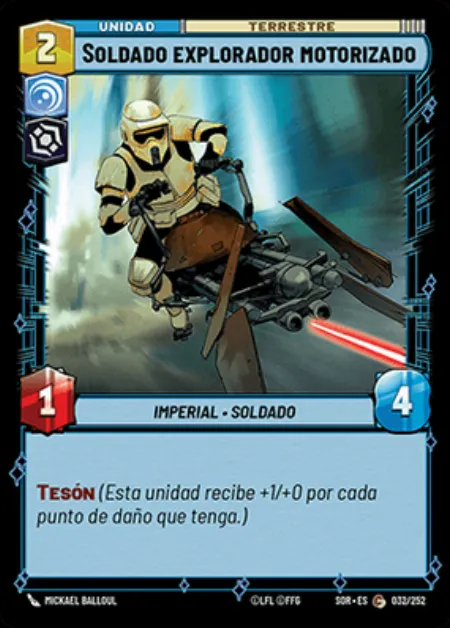 UNIDAD
TERRESTRE
2
SOLDADO EXPLORADOR MOTORIZADO
1
IMPERIAL • SOLDADO
4
TESÓN (Esta unidad recibe +1/+0 por cada
punto de daño que tenga.)
MICKAEL BALLOUL
©LFL ©FFG
SOR • ES
C
032/252